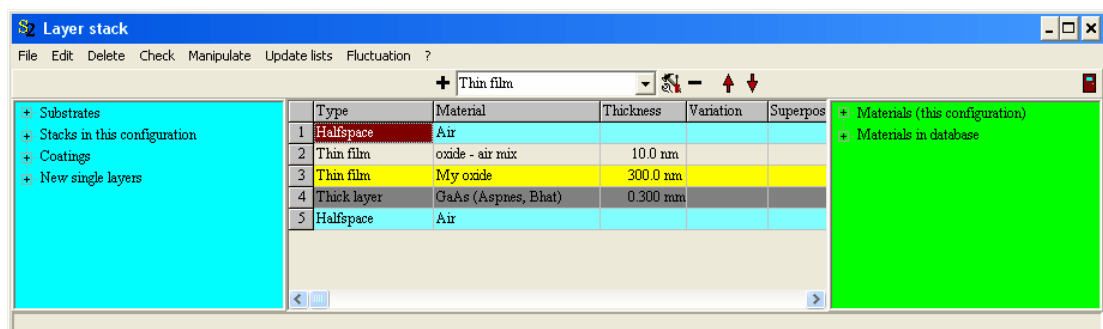 S2 Layer stack
File Edit Delete Check Manipulate Update lists Fluctuation ?
Thin film
+ Substrates
+ Stacks in this configuration
+ Coatings
+ New single layers
Type Material Thickness Variation Superpos
1 Halfspace Air
2 Thin film oxide - air mix 10.0 nm
3 Thin film My oxide 300.0 nm
4 Thick layer GaAs (Aspnes, Bhat) 0.300 mm
5 Halfspace Air
+ Materials (this configuration)
+ Materials in database